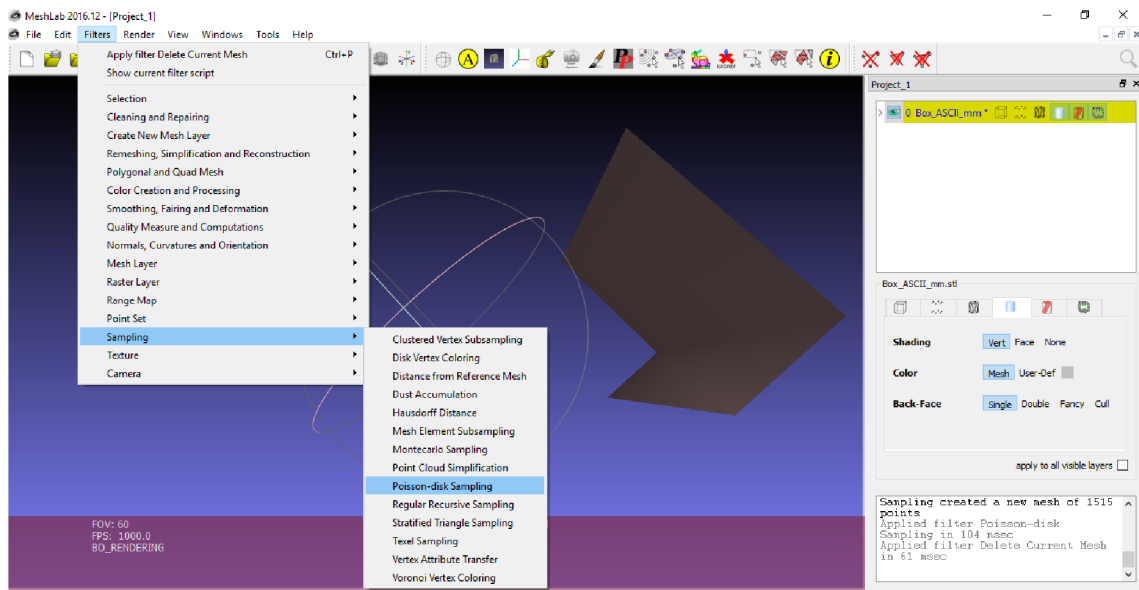 MeshLab 2016.12 - [Project_1]
File Edit Filters Render View Windows Tools Help
Apply filter Delete Current Mesh Ctrl+P
Show current filter script
Selection
Cleaning and Repairing
Create New Mesh Layer
Remeshing, Simplification and Reconstruction
Polygonal and Quad Mesh
Color Creation and Processing
Smoothing, Fairing and Deformation
Quality Measure and Computations
Normals, Curvatures and Orientation
Mesh Layer
Raster Layer
Range Map
Point Set
Sampling
Texture
Camera
Clustered Vertex Subsampling
Disk Vertex Coloring
Distance from Reference Mesh
Dust Accumulation
Hausdorff Distance
Mesh Element Subsampling
Montecarlo Sampling
Point Cloud Simplification
Poisson-disk Sampling
Regular Recursive Sampling
Stratified Triangle Sampling
Texel Sampling
Vertex Attribute Transfer
Voronoi Vertex Coloring
FOV: 60
FPS: 1000.0
BO_RENDERING
Project_1
0 Box_ASCII_mm *
Box_ASCII_mm.stl
Shading Vert Face None
Color Mesh User-Def
Back-Face Single Double Fancy Cull
apply to all visible layers
Sampling created a new mesh of 1515
points
Applied filter Poisson-disk
Sampling in 104 msec
Applied filter Delete Current Mesh
in 61 msec